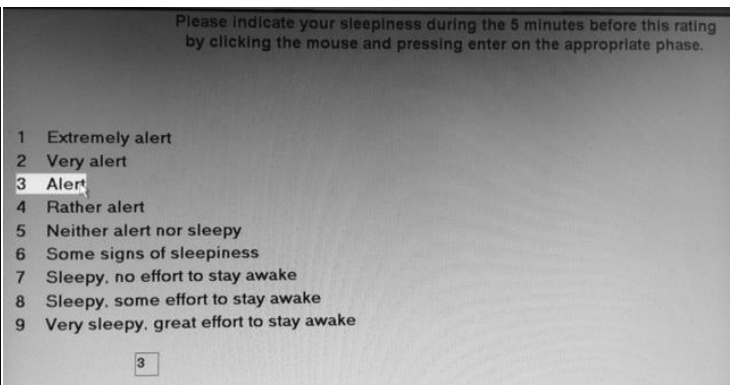 Please indicate your sleepiness during the 5 minutes before this rating
by clicking the mouse and pressing enter on the appropriate phase.
1 Extremely alert
2 Very alert
3 Alert
4 Rather alert
5 Neither alert nor sleepy
6 Some signs of sleepiness
7 Sleepy, no effort to stay awake
8 Sleepy, some effort to stay awake
9 Very sleepy, great effort to stay awake
3